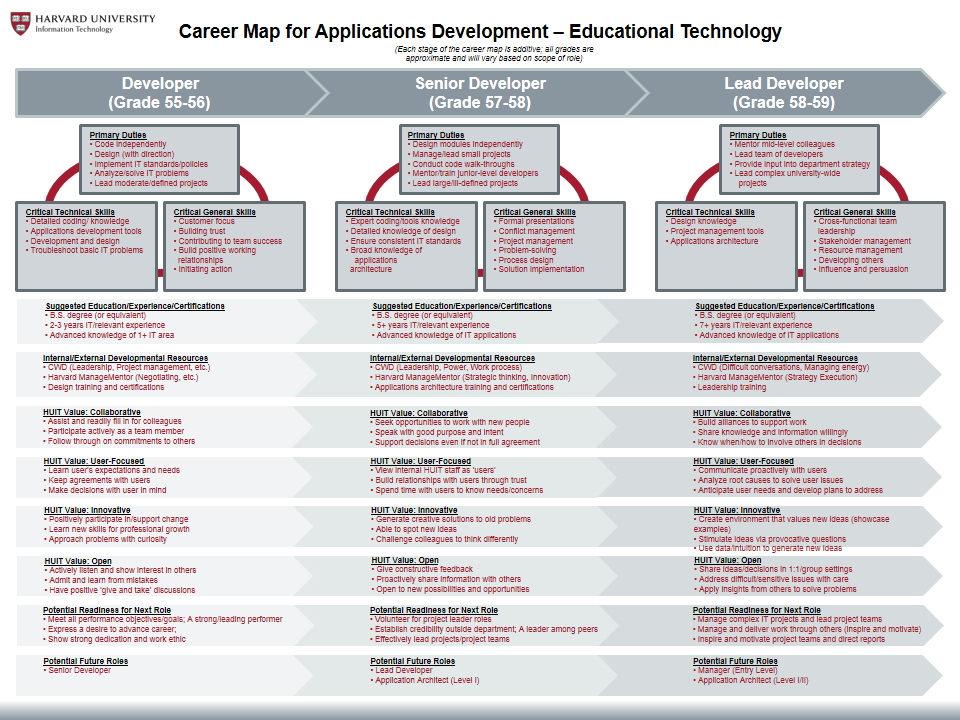 HARVARD UNIVERSITY
Information Technology
Career Map for Applications Development – Educational Technology
(Each stage of the career map is additive; all grades are
approximate and will vary based on scope of role)
Developer
(Grade 55-56)
Senior Developer
(Grade 57-58)
Lead Developer
(Grade 58-59)
Primary Duties
• Code independently
• Design (with direction)
• Implement IT standards/policies
• Analyze/solve IT problems
• Lead moderate/defined projects
Primary Duties
• Design modules independently
• Manage/lead small projects
• Conduct code walk-throughs
• Mentor/train junior-level developers
• Lead large/ill-defined projects
Primary Duties
• Mentor mid-level colleagues
• Lead team of developers
• Provide input into department strategy
• Lead complex university-wide
projects
Critical Technical Skills
• Detailed coding/ knowledge
• Applications development tools
• Development and design
• Troubleshoot basic IT problems
Critical General Skills
• Customer focus
• Building trust
• Contributing to team success
• Build positive working
relationships
• Initiating action
Critical Technical Skills
• Expert coding/tools knowledge
• Detailed knowledge of design
• Ensure consistent IT standards
• Broad knowledge of
applications
architecture
Critical General Skills
• Formal presentations
• Conflict management
• Project management
• Problem-solving
• Process design
• Solution implementation
Critical Technical Skills
• Design knowledge
• Project management tools
• Applications architecture
Critical General Skills
• Cross-functional team
leadership
• Stakeholder management
• Resource management
• Developing others
• Influence and persuasion
Suggested Education/Experience/Certifications
• B.S. degree (or equivalent)
• 2-3 years IT/relevant experience
• Advanced knowledge of 1+ IT area
Suggested Education/Experience/Certifications
• B.S. degree (or equivalent)
• 5+ years IT/relevant experience
• Advanced knowledge of IT applications
Suggested Education/Experience/Certifications
• B.S. degree (or equivalent)
• 7+ years IT/relevant experience
• Advanced knowledge of IT applications
Internal/External Developmental Resources
• CWD (Leadership, Project management, etc.)
• Harvard ManageMentor (Negotiating, etc.)
• Design training and certifications
Internal/External Developmental Resources
• CWD (Leadership, Power, Work process)
• Harvard ManageMentor (Strategic thinking, Innovation)
• Applications architecture training and certifications
Internal/External Developmental Resources
• CWD (Difficult conversations, Managing energy)
• Harvard ManageMentor (Strategy Execution)
• Leadership training
HUIT Value: Collaborative
• Assist and readily fill in for colleagues
• Participate actively as a team member
• Follow through on commitments to others
HUIT Value: Collaborative
• Seek opportunities to work with new people
• Speak with good purpose and intent
• Support decisions even if not in full agreement
HUIT Value: Collaborative
• Build alliances to support work
• Share knowledge and information willingly
• Know when/how to involve others in decisions
HUIT Value: User-Focused
• Learn user's expectations and needs
• Keep agreements with users
• Make decisions with user in mind
HUIT Value: User-Focused
• View internal HUIT staff as 'users'
• Build relationships with users through trust
• Spend time with users to know needs/concerns
HUIT Value: User-Focused
• Communicate proactively with users
• Analyze root causes to solve user issues
• Anticipate user needs and develop plans to address
HUIT Value: Innovative
• Positively participate in/support change
• Learn new skills for professional growth
• Approach problems with curiosity
HUIT Value: Innovative
• Generate creative solutions to old problems
• Able to spot new ideas
• Challenge colleagues to think differently
HUIT Value: Innovative
• Create environment that values new ideas (showcase
examples)
• Stimulate ideas via provocative questions
• Use data/intuition to generate new ideas
HUIT Value: Open
• Actively listen and show interest in others
• Admit and learn from mistakes
• Have positive 'give and take' discussions
HUIT Value: Open
• Give constructive feedback
• Proactively share information with others
• Open to new possibilities and opportunities
HUIT Value: Open
• Share ideas/decisions in 1:1/group settings
• Address difficult/sensitive issues with care
• Apply insights from others to solve problems
Potential Readiness for Next Role
• Meet all performance objectives/goals; A strong/leading performer
• Express a desire to advance career;
• Show strong dedication and work ethic
Potential Readiness for Next Role
• Volunteer for project leader roles
• Establish credibility outside department; A leader among peers
• Effectively lead projects/project teams
Potential Readiness for Next Role
• Manage complex IT projects and lead project teams
• Manage and deliver work through others (inspire and motivate)
• Inspire and motivate project teams and direct reports
Potential Future Roles
• Senior Developer
Potential Future Roles
• Lead Developer
• Application Architect (Level I)
Potential Future Roles
• Manager (Entry Level)
• Application Architect (Level I/II)